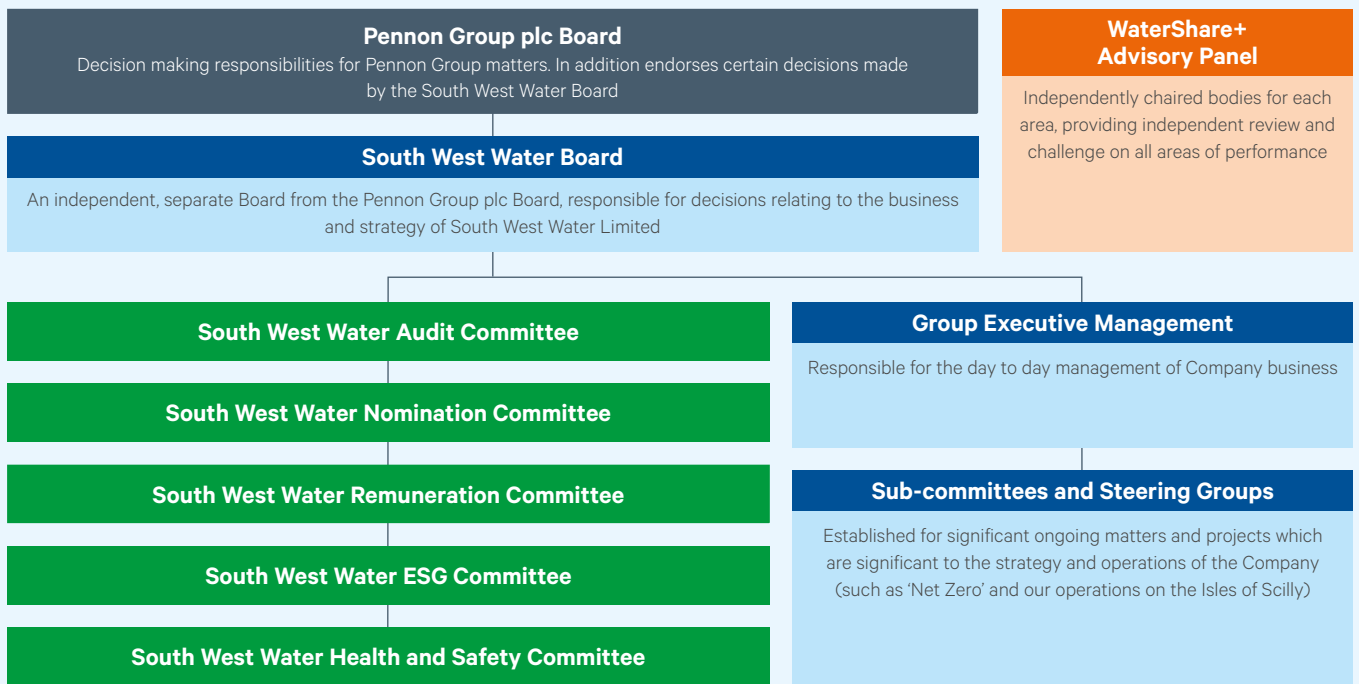 Pennon Group plc Board
Decision making responsibilities for Pennon Group matters. In addition endorses certain decisions made
by the South West Water Board
WaterShare+
Advisory Panel
Independently chaired bodies for each
area, providing independent review and
challenge on all areas of performance
South West Water Board
An independent, separate Board from the Pennon Group plc Board, responsible for decisions relating to the business
and strategy of South West Water Limited
South West Water Audit Committee
South West Water Nomination Committee
South West Water Remuneration Committee
South West Water ESG Committee
South West Water Health and Safety Committee
Group Executive Management
Responsible for the day to day management of Company business
Sub-committees and Steering Groups
Established for significant ongoing matters and projects which
are significant to the strategy and operations of the Company
(such as ‘Net Zero’ and our operations on the Isles of Scilly)